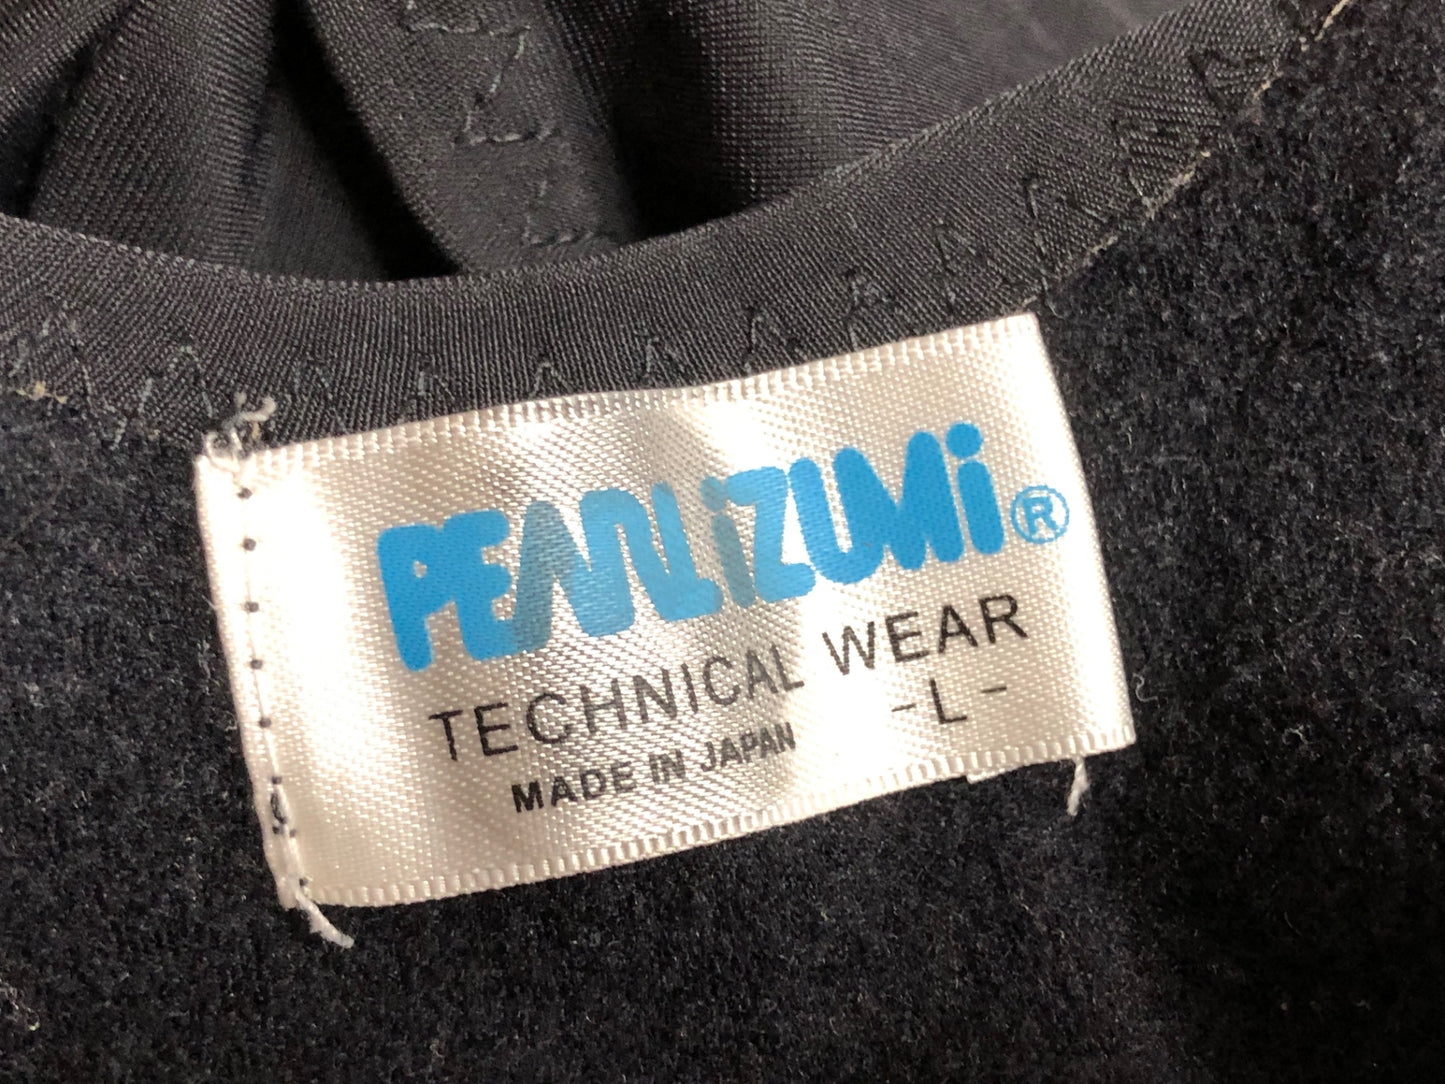 PEARLiZUMi®
TECHNICAL WEAR
MADE IN JAPAN -L-